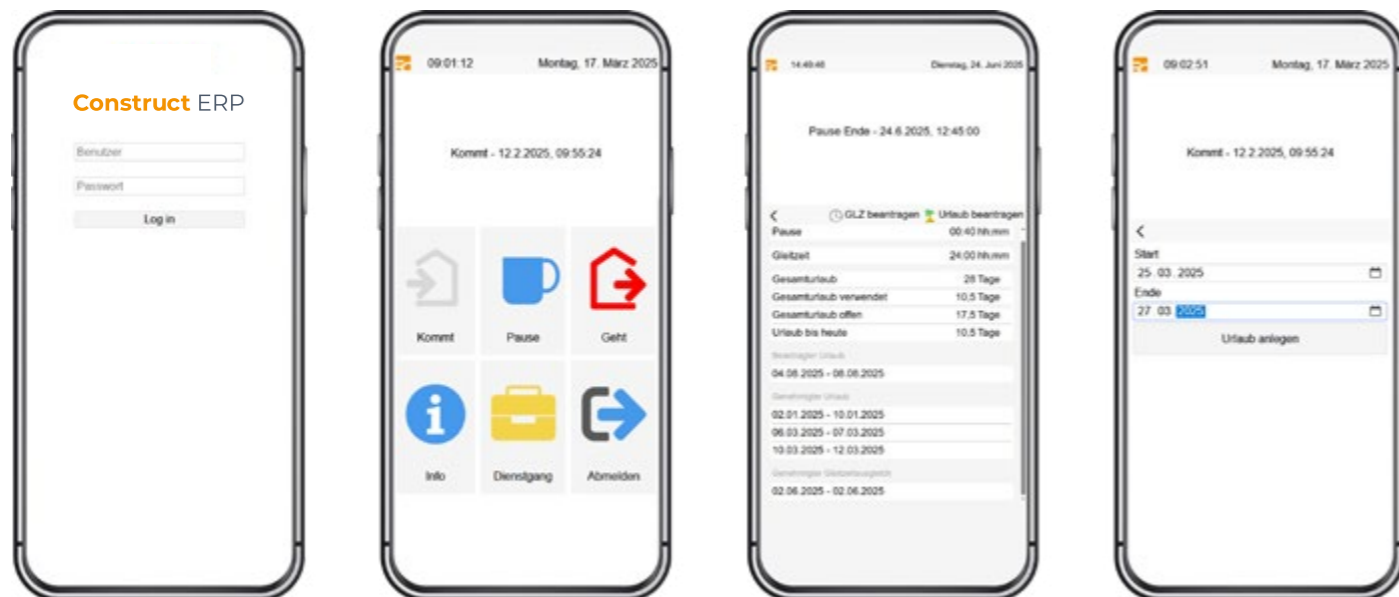 Construct ERP
Benutzer
Passwort
Log in
09:01:12 Montag, 17. März 2025
Kommt - 12.2.2025, 09:55:24
Kommt Pause Geht
Info Dienstgang Abmelden
14:49:48 Dienstag, 24. Juni 2025
Pause Ende - 24.6.2025, 12:45:00
GLZ beantragen Urlaub beantragen
Pause 00:40 hh:mm
Gleitzeit 24:00 hh:mm
Gesamturlaub 28 Tage
Gesamturlaub verwendet 10,5 Tage
Gesamturlaub offen 17,5 Tage
Urlaub bis heute 10,5 Tage
Beantragter Urlaub
04.08.2025 - 08.08.2025
Genehmigter Urlaub
02.01.2025 - 10.01.2025
06.03.2025 - 07.03.2025
10.03.2025 - 12.03.2025
Genehmigter Gleitzeitausgleich
02.06.2025 - 02.06.2025
09:02:51 Montag, 17. März 2025
Kommt - 12.2.2025, 09:55:24
Start
25.03.2025
Ende
27.03.2025
Urlaub anlegen